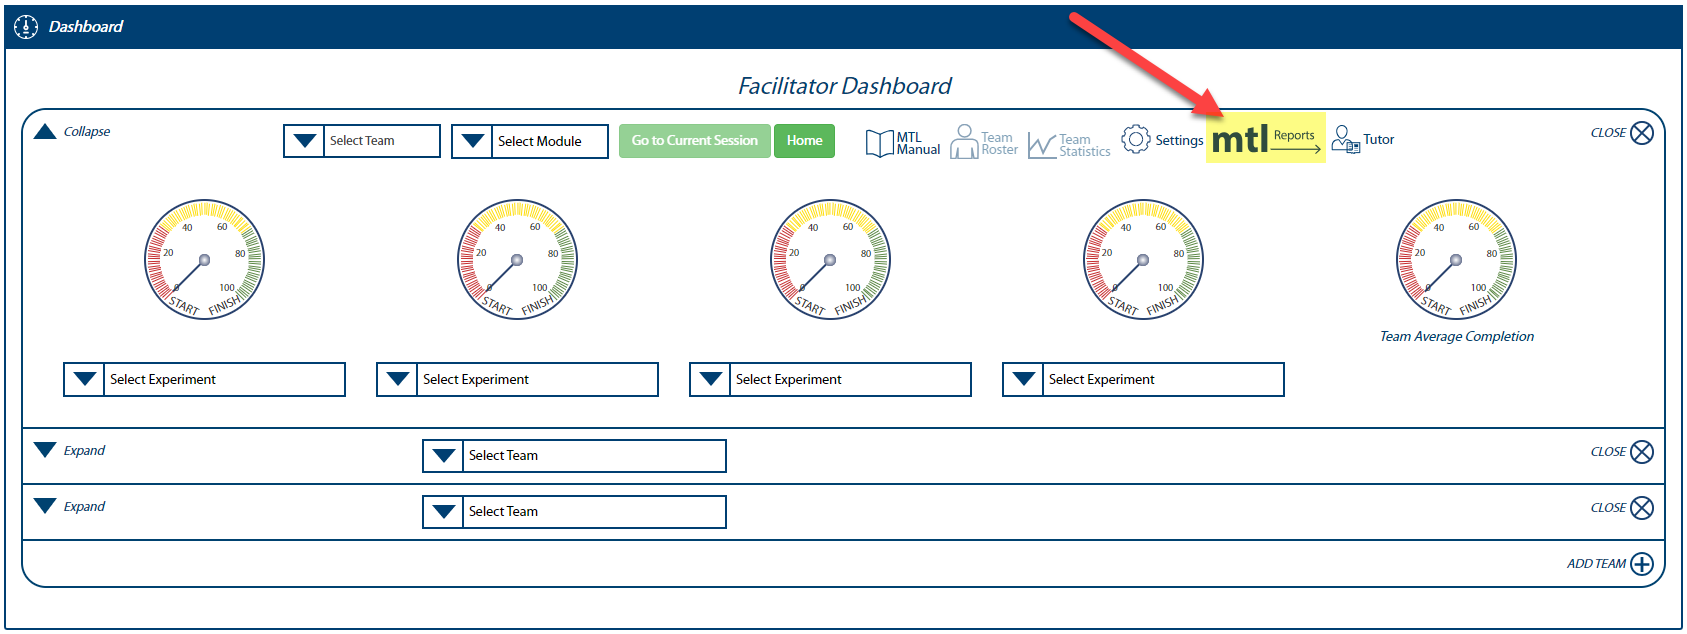 Dashboard
Facilitator Dashboard
Collapse
Select Team
Select Module
Go to Current Session
Home
MTL
Manual
Team
Roster
Team
Statistics
Settings
mtl Reports
Tutor
CLOSE
40 60
20 80
0 100
START FINISH
40 60
20 80
0 100
START FINISH
40 60
20 80
0 100
START FINISH
40 60
20 80
0 100
START FINISH
40 60
20 80
0 100
START FINISH
Team Average Completion
Select Experiment
Select Experiment
Select Experiment
Select Experiment
Expand
Select Team
CLOSE
Expand
Select Team
CLOSE
ADD TEAM